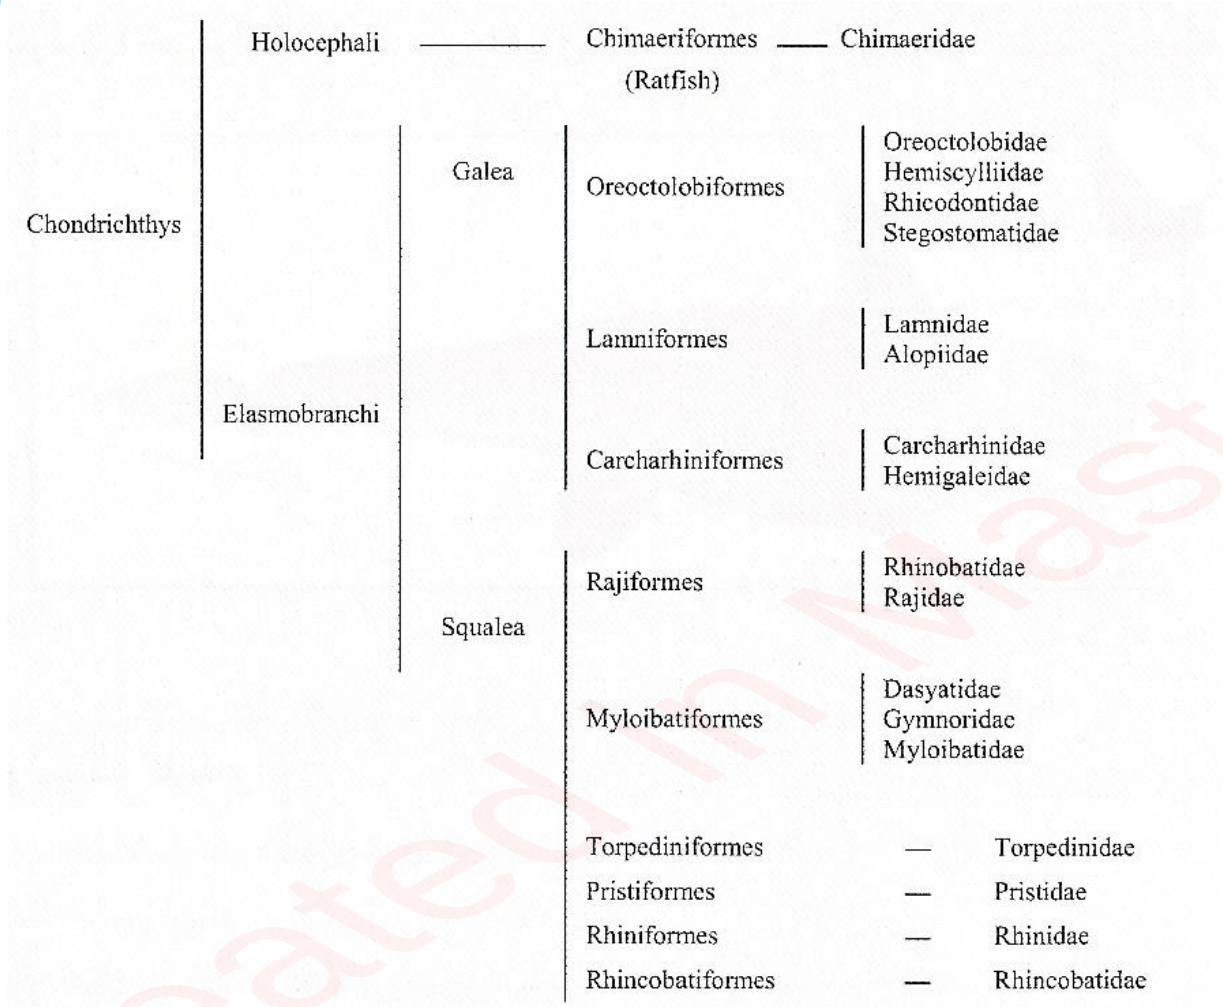 Holocephali Chimaeriformes Chimaeridae
(Ratfish)
Chondrichthys
Elasmobranchi
Galea
Oreoctolobiformes
Oreoctolobidae
Hemiscylliidae
Rhicodontidae
Stegostomatidae
Lamniformes
Lamnidae
Alopiidae
Carcharhiniformes
Carcharhinidae
Hemigaleidae
Squalea
Rajiformes
Rhinobatidae
Rajidae
Myloibatiformes
Dasyatidae
Gymnoridae
Myloibatidae
Torpediniformes — Torpedinidae
Pristiformes — Pristidae
Rhiniformes — Rhinidae
Rhincobatiformes — Rhincobatidae